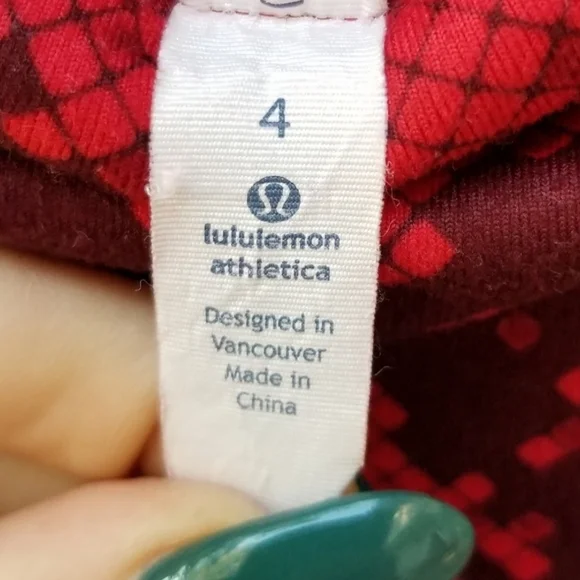 4
lululemon
athletica
Designed in
Vancouver
Made in
China